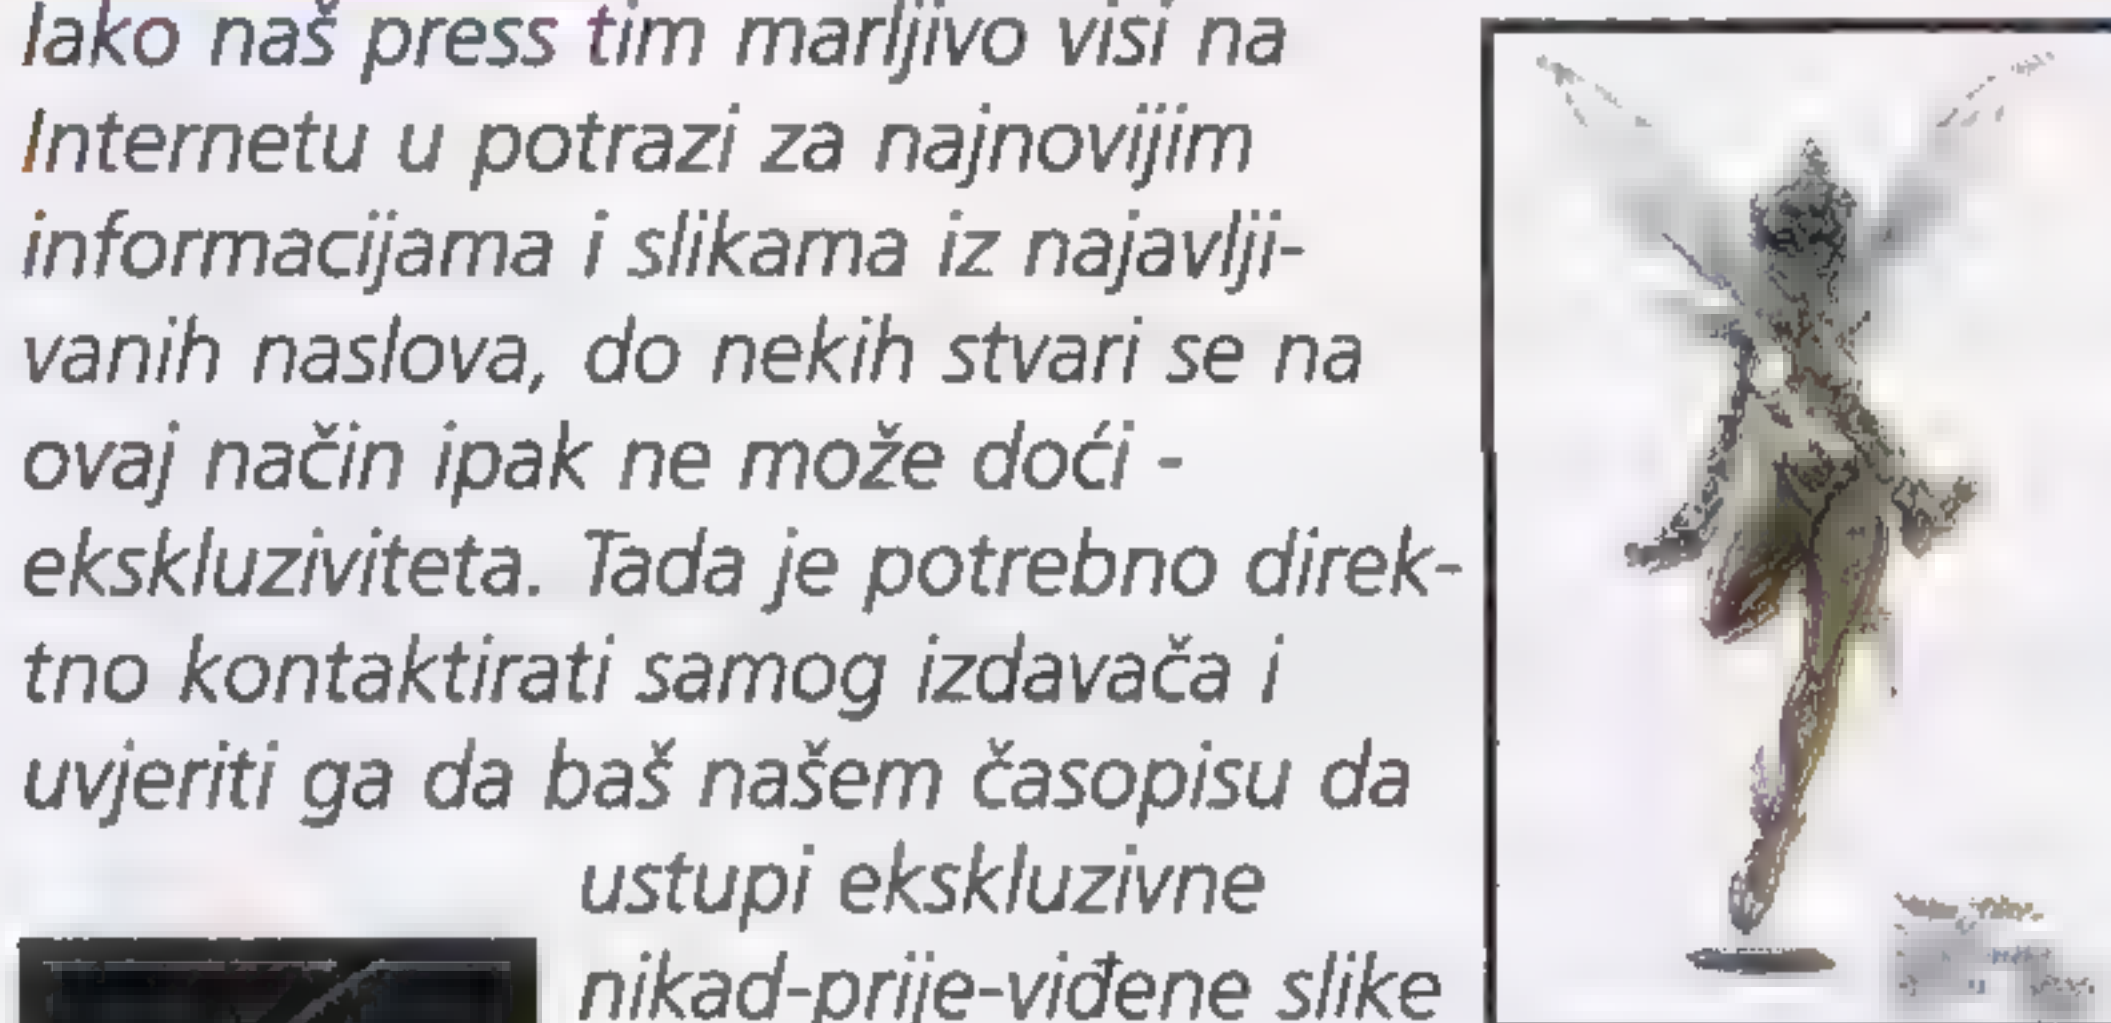 Iako naš press tim marljivo visi na
Internetu u potrazi za najnovijim
informacijama i slikama iz najavlji-
vanih naslova, do nekih stvari se na
ovaj način ipak ne može doći -
ekskluziviteta. Tada je potrebno direk-
tno kontaktirati samog izdavača i
uvjeriti ga da baš našem časopisu da
ustupi ekskluzivne
nikad-prije-viđene slike